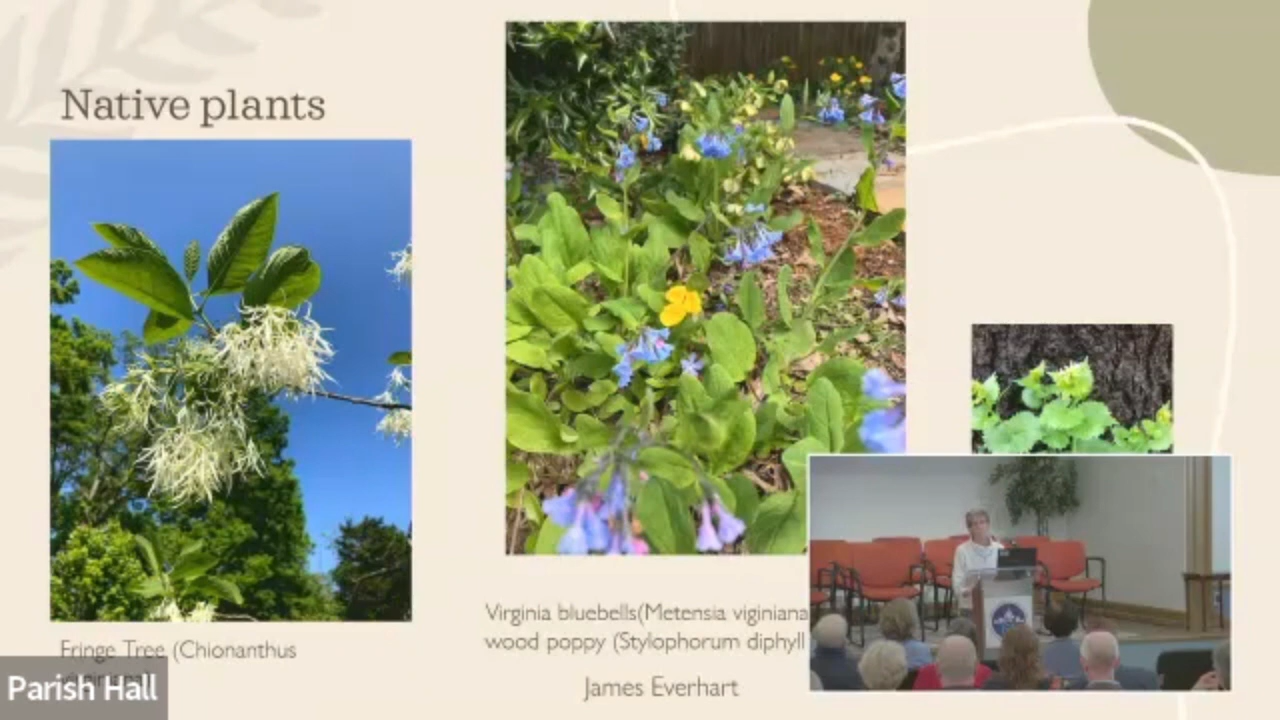 Native plants
Fringe Tree (Chionanthus
Virginia bluebells(Metensia viginiana
wood poppy (Stylophorum diphyll
James Everhart
Parish Hall